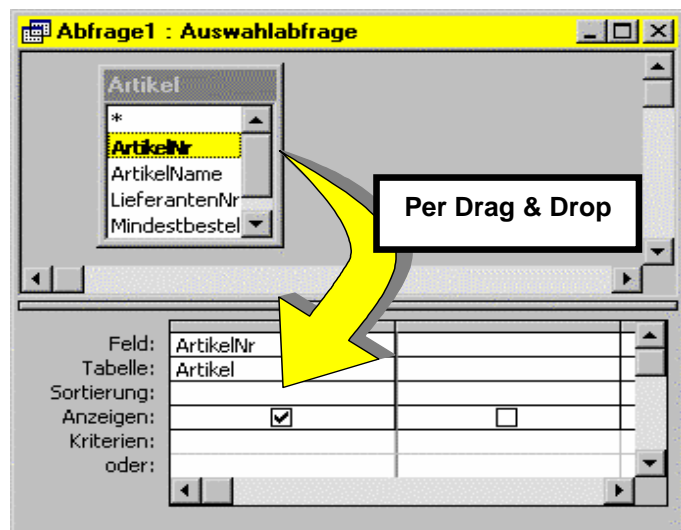 Abfrage1 : Auswahlabfrage
Artikel
*
ArtikelNr
ArtikelName
LieferantenNr
Mindestbestel
Per Drag & Drop
Feld: ArtikelNr
Tabelle: Artikel
Sortierung:
Anzeigen:
Kriterien:
oder: